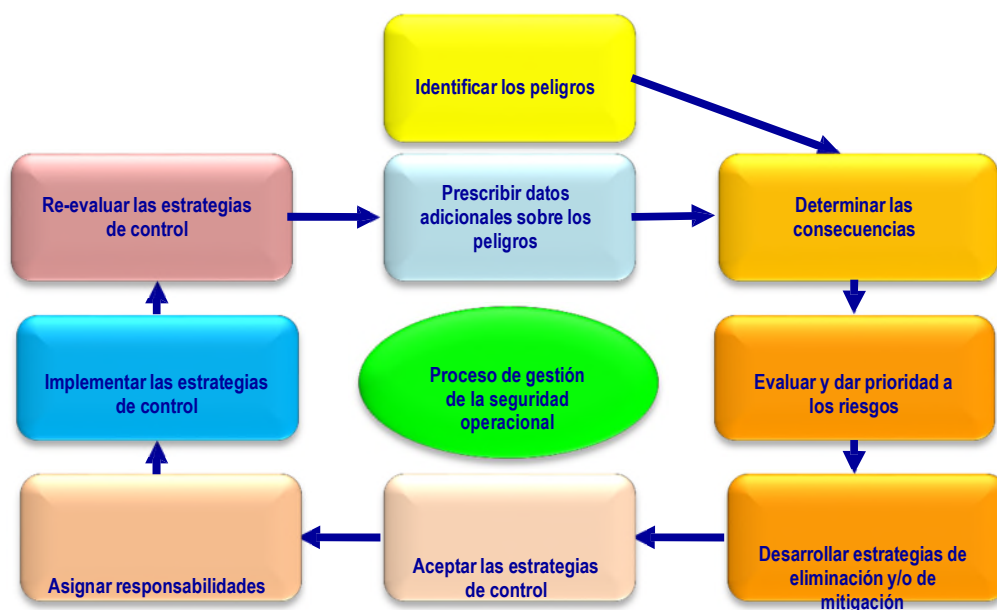 Identificar los peligros
Re-evaluar las estrategias
de control
Prescribir datos
adicionales sobre los
peligros
Determinar las
consecuencias
Implementar las estrategias
de control
Proceso de gestión
de la seguridad
operacional
Evaluar y dar prioridad a
los riesgos
Asignar responsabilidades
Aceptar las estrategias
de control
Desarrollar estrategias de
eliminación y/o de
mitigación